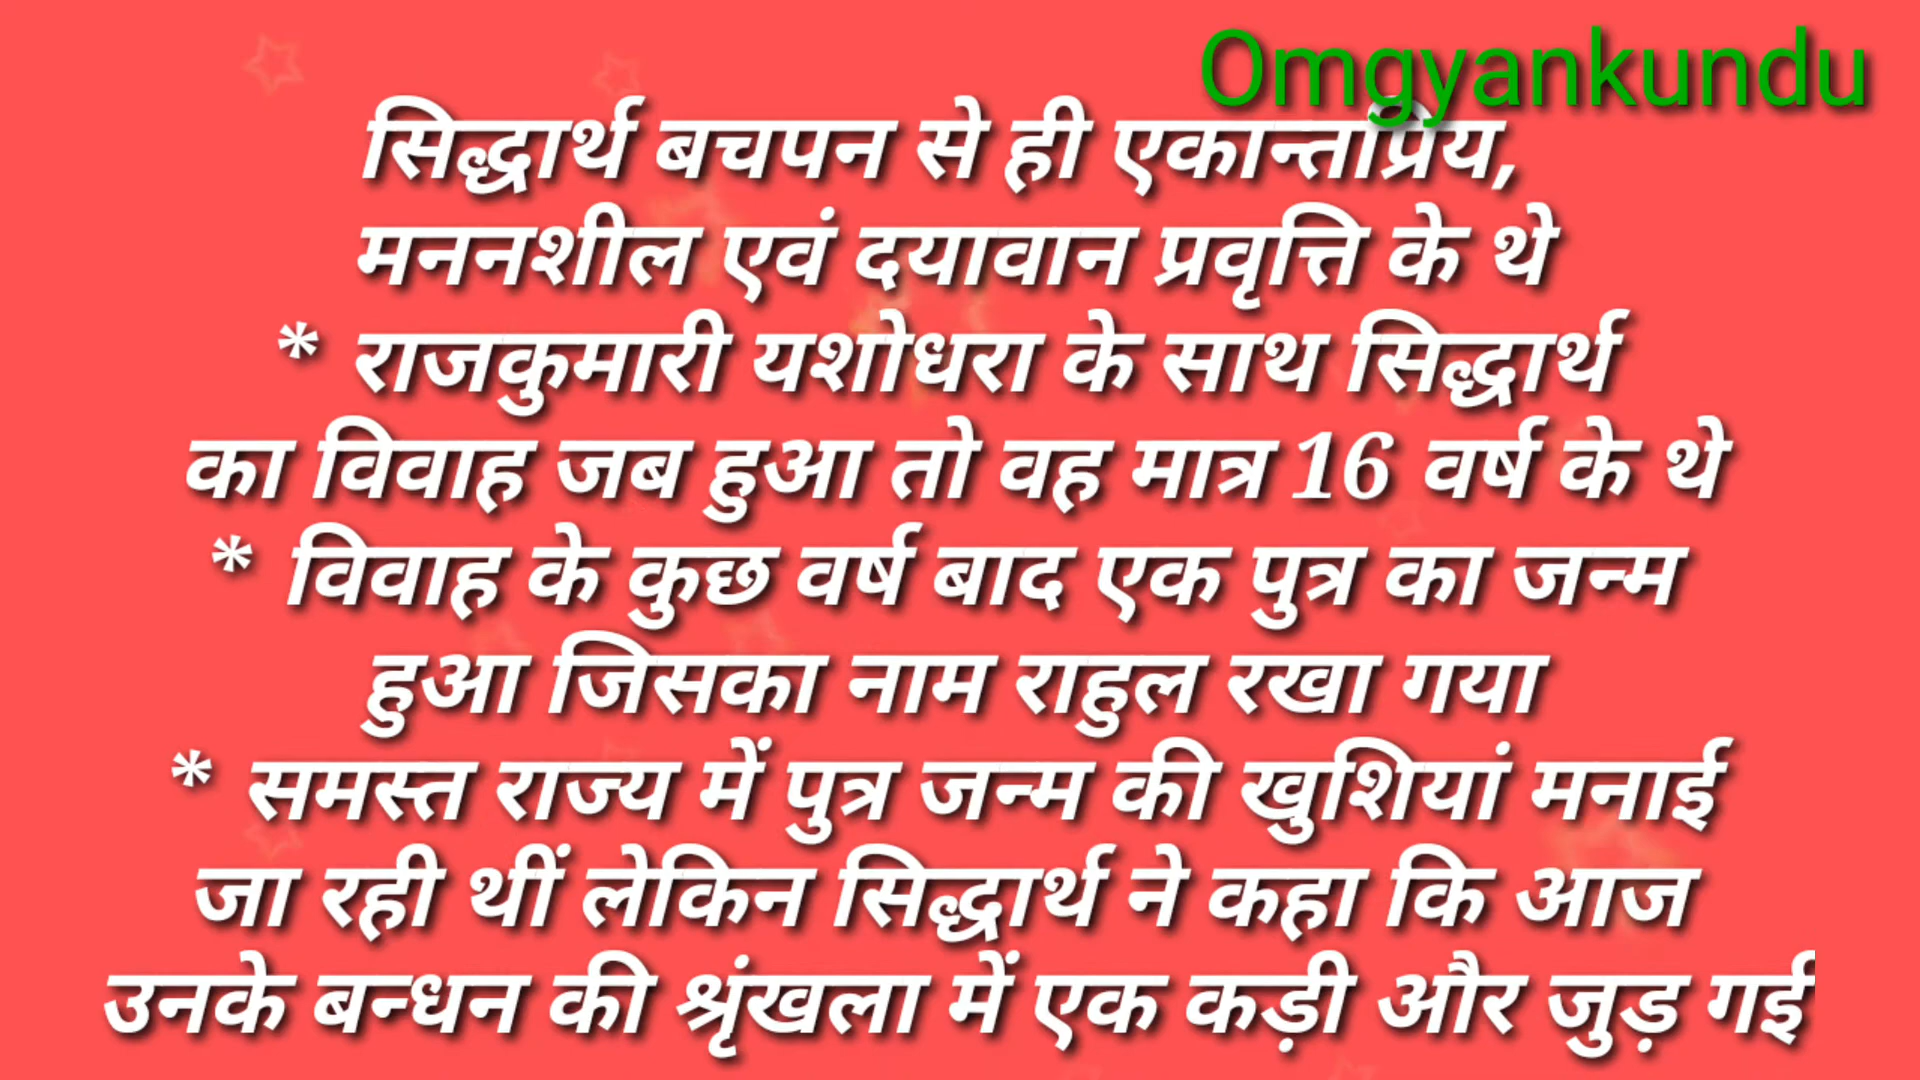 Omgyankundu
सिद्धार्थ बचपन से ही एकान्तप्रिय,
मननशील एवं दयावान प्रवृत्ति के थे
* राजकुमारी यशोधरा के साथ सिद्धार्थ
का विवाह जब हुआ तो वह मात्र 16 वर्ष के थे
* विवाह के कुछ वर्ष बाद एक पुत्र का जन्म
हुआ जिसका नाम राहुल रखा गया
* समस्त राज्य में पुत्र जन्म की खुशियां मनाई
जा रही थीं लेकिन सिद्धार्थ ने कहा कि आज
उनके बन्धन की श्रृंखला में एक कड़ी और जुड़ गई